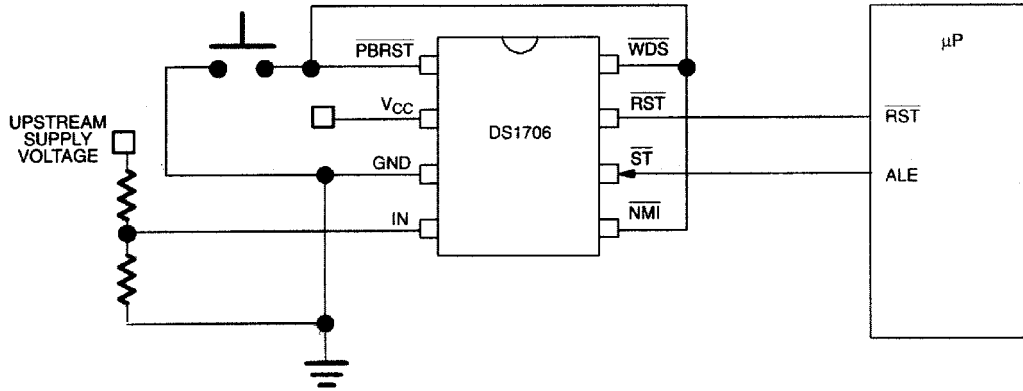 PBRST
WDS
μP
VCC
RST
RST
UPSTREAM
SUPPLY
VOLTAGE
DS1706
GND
ST
ALE
IN
NMI